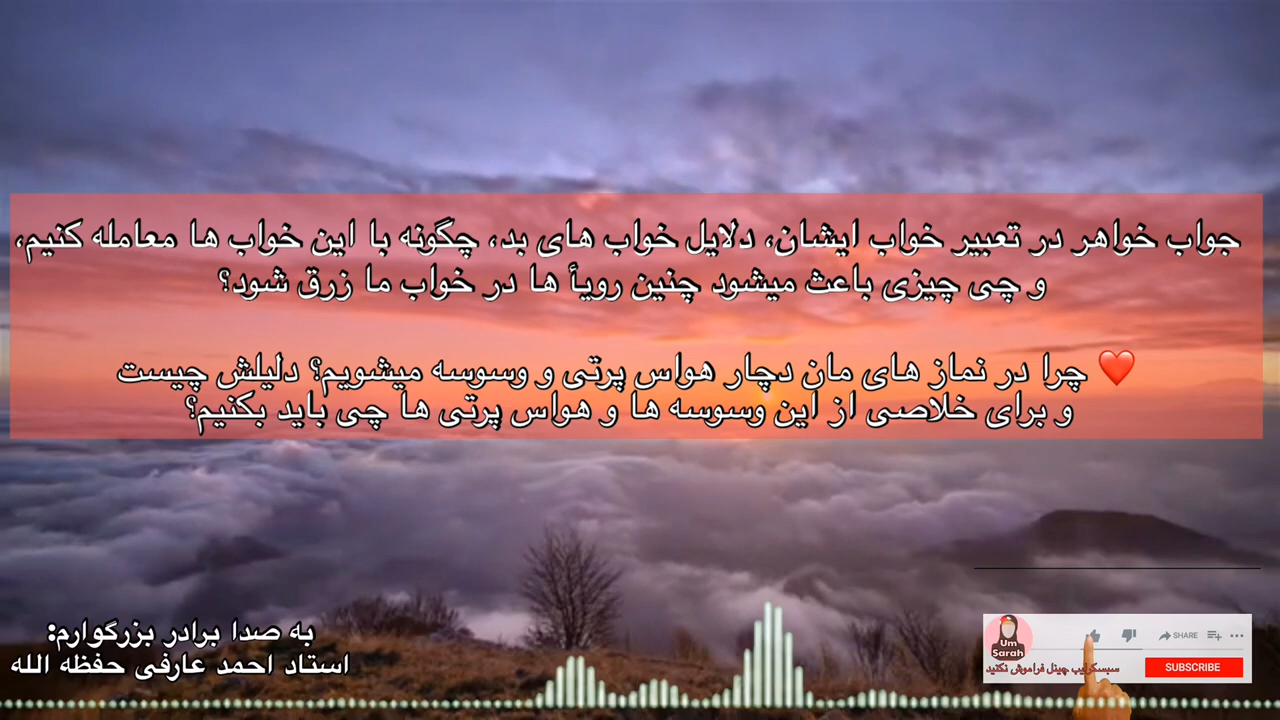 جواب خواهر در تعبیر خواب ایشان، دلایل خواب های بد، چگونه با این خواب ها معامله کنیم،
و چی چیزی باعث میشود چنین رویأ ها در خواب ما زرق شود؟
❤️ چرا در نماز های مان دچار هواس پرتی و وسوسه میشویم؟ دلیلش چیست
و برای خلاصی از این وسوسه ها و هواس پرتی ها چی باید بکنیم؟
به صدا برادر بزرگوارم:
استاد احمد عارفی حفظه الله
Um
Sarah
SHARE
سبسکرایب چینل فراموش نکنید
SUBSCRIBE